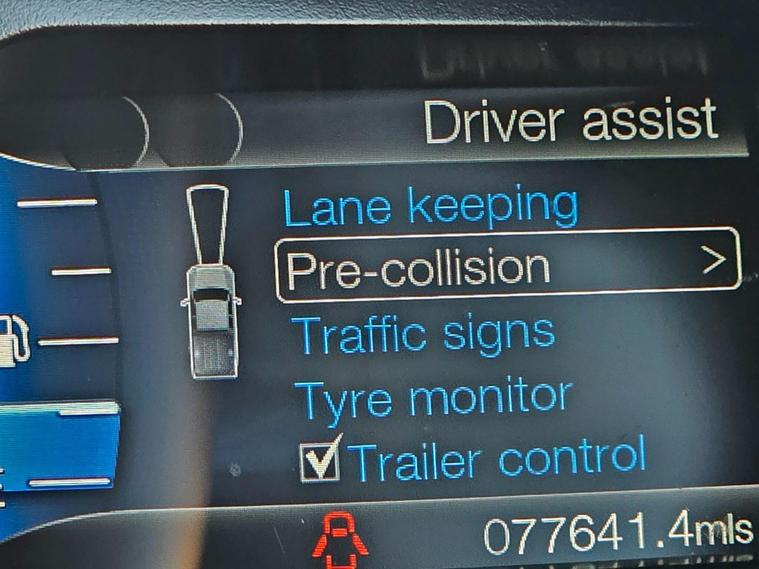 Driver assist
Lane keeping
Pre-collision >
Traffic signs
Tyre monitor
Trailer control
077641.4mls